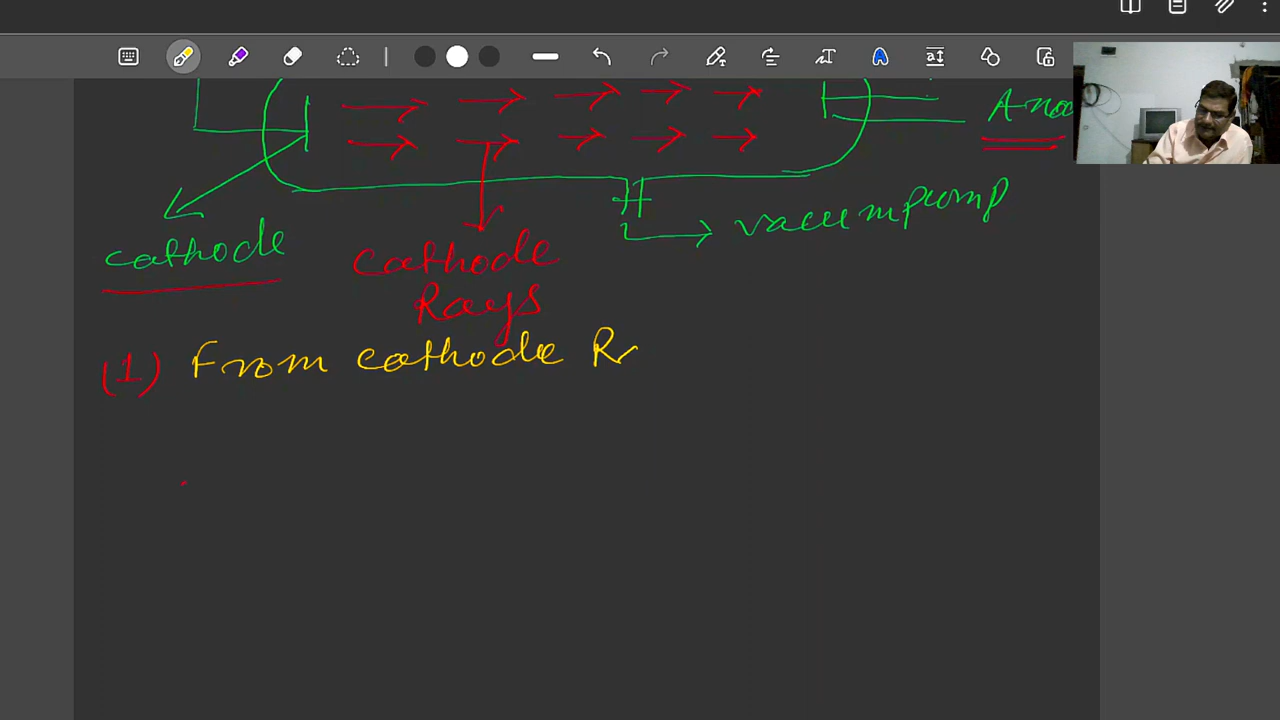 Anod
vacuum pump
cathode
cathode
Rays
(1) From cathode R